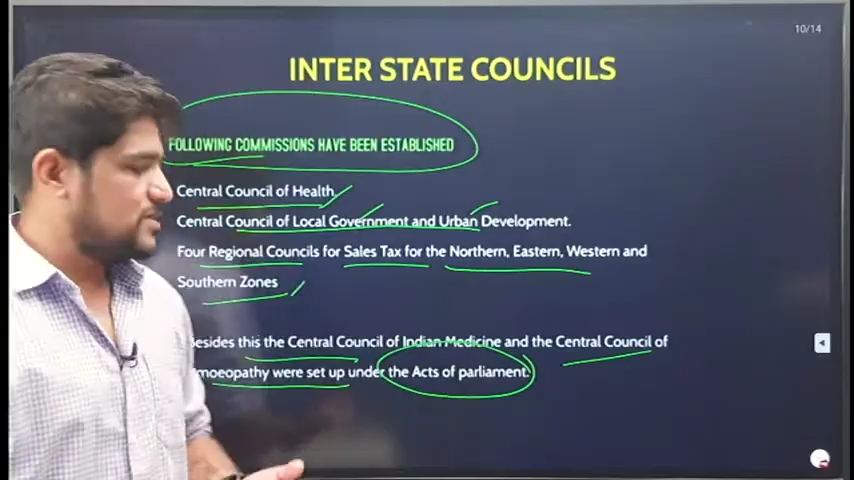 10/14
INTER STATE COUNCILS
FOLLOWING COMMISSIONS HAVE BEEN ESTABLISHED
Central Council of Health
Central Council of Local Government and Urban Development.
Four Regional Councils for Sales Tax for the Northern, Eastern, Western and
Southern Zones
this the Central Council of Indian Medicine and the Central Council of
were set up under the Acts of parliament.